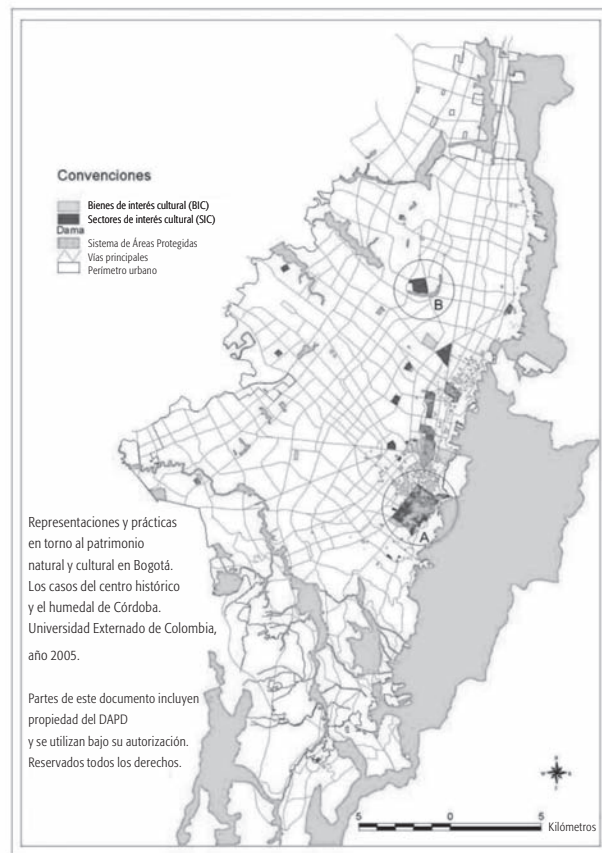 Convenciones
Bienes de interés cultural (BIC)
Sectores de interés cultural (SIC)
Dama
Sistema de Áreas Protegidas
Vías principales
Perímetro urbano
B
A
Representaciones y prácticas
en torno al patrimonio
natural y cultural en Bogotá.
Los casos del centro histórico
y el humedal de Córdoba.
Universidad Externado de Colombia,
año 2005.
Partes de este documento incluyen
propiedad del DAPD
y se utilizan bajo su autorización.
Reservados todos los derechos.
5 0 5
Kilómetros